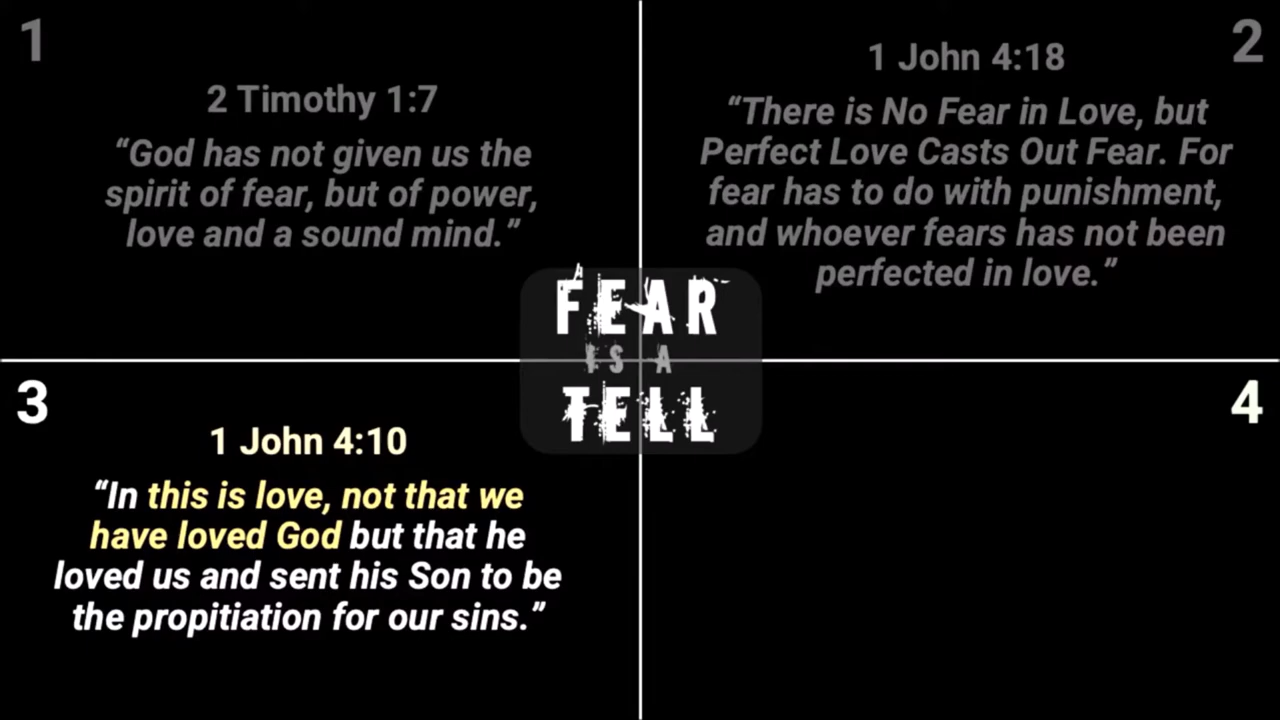 1
2 Timothy 1:7
“God has not given us the
spirit of fear, but of power,
love and a sound mind.”
2
1 John 4:18
“There is No Fear in Love, but
Perfect Love Casts Out Fear. For
fear has to do with punishment,
and whoever fears has not been
perfected in love.”
FEAR
IS A
TELL
3
1 John 4:10
“In this is love, not that we
have loved God but that he
loved us and sent his Son to be
the propitiation for our sins.”
4